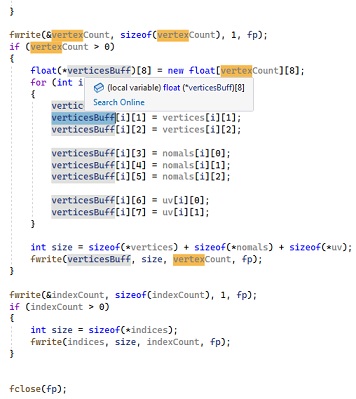 }
fwrite(&vertexCount, sizeof(vertexCount), 1, fp);
if (vertexCount > 0)
{
float(*verticesBuff)[8] = new float[vertexCount][8];
for (int i
{
(local variable) float (*verticesBuff)[8]
Search Online
verticesBuff[i][1] = vertices[i][1];
verticesBuff[i][2] = vertices[i][2];
verticesBuff[i][3] = nomals[i][0];
verticesBuff[i][4] = nomals[i][1];
verticesBuff[i][5] = nomals[i][2];
verticesBuff[i][6] = uv[i][0];
verticesBuff[i][7] = uv[i][1];
}
int size = sizeof(*vertices) + sizeof(*nomals) + sizeof(*uv);
fwrite(verticesBuff, size, vertexCount, fp);
}
fwrite(&indexCount, sizeof(indexCount), 1, fp);
if (indexCount > 0)
{
int size = sizeof(*indices);
fwrite(indices, size, indexCount, fp);
}
fclose(fp);